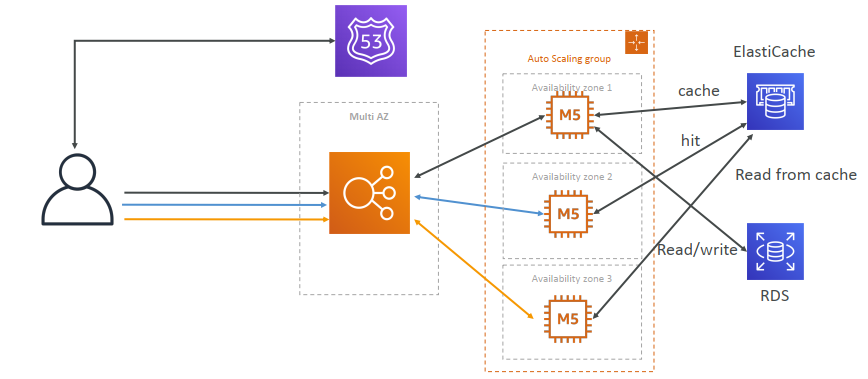 53
ElastiCache
Auto Scaling group
Availability zone 1
cache
Multi AZ
M5
hit
Availability zone 2
Read from cache
M5
Read/write
Availability zone 3
RDS
M5